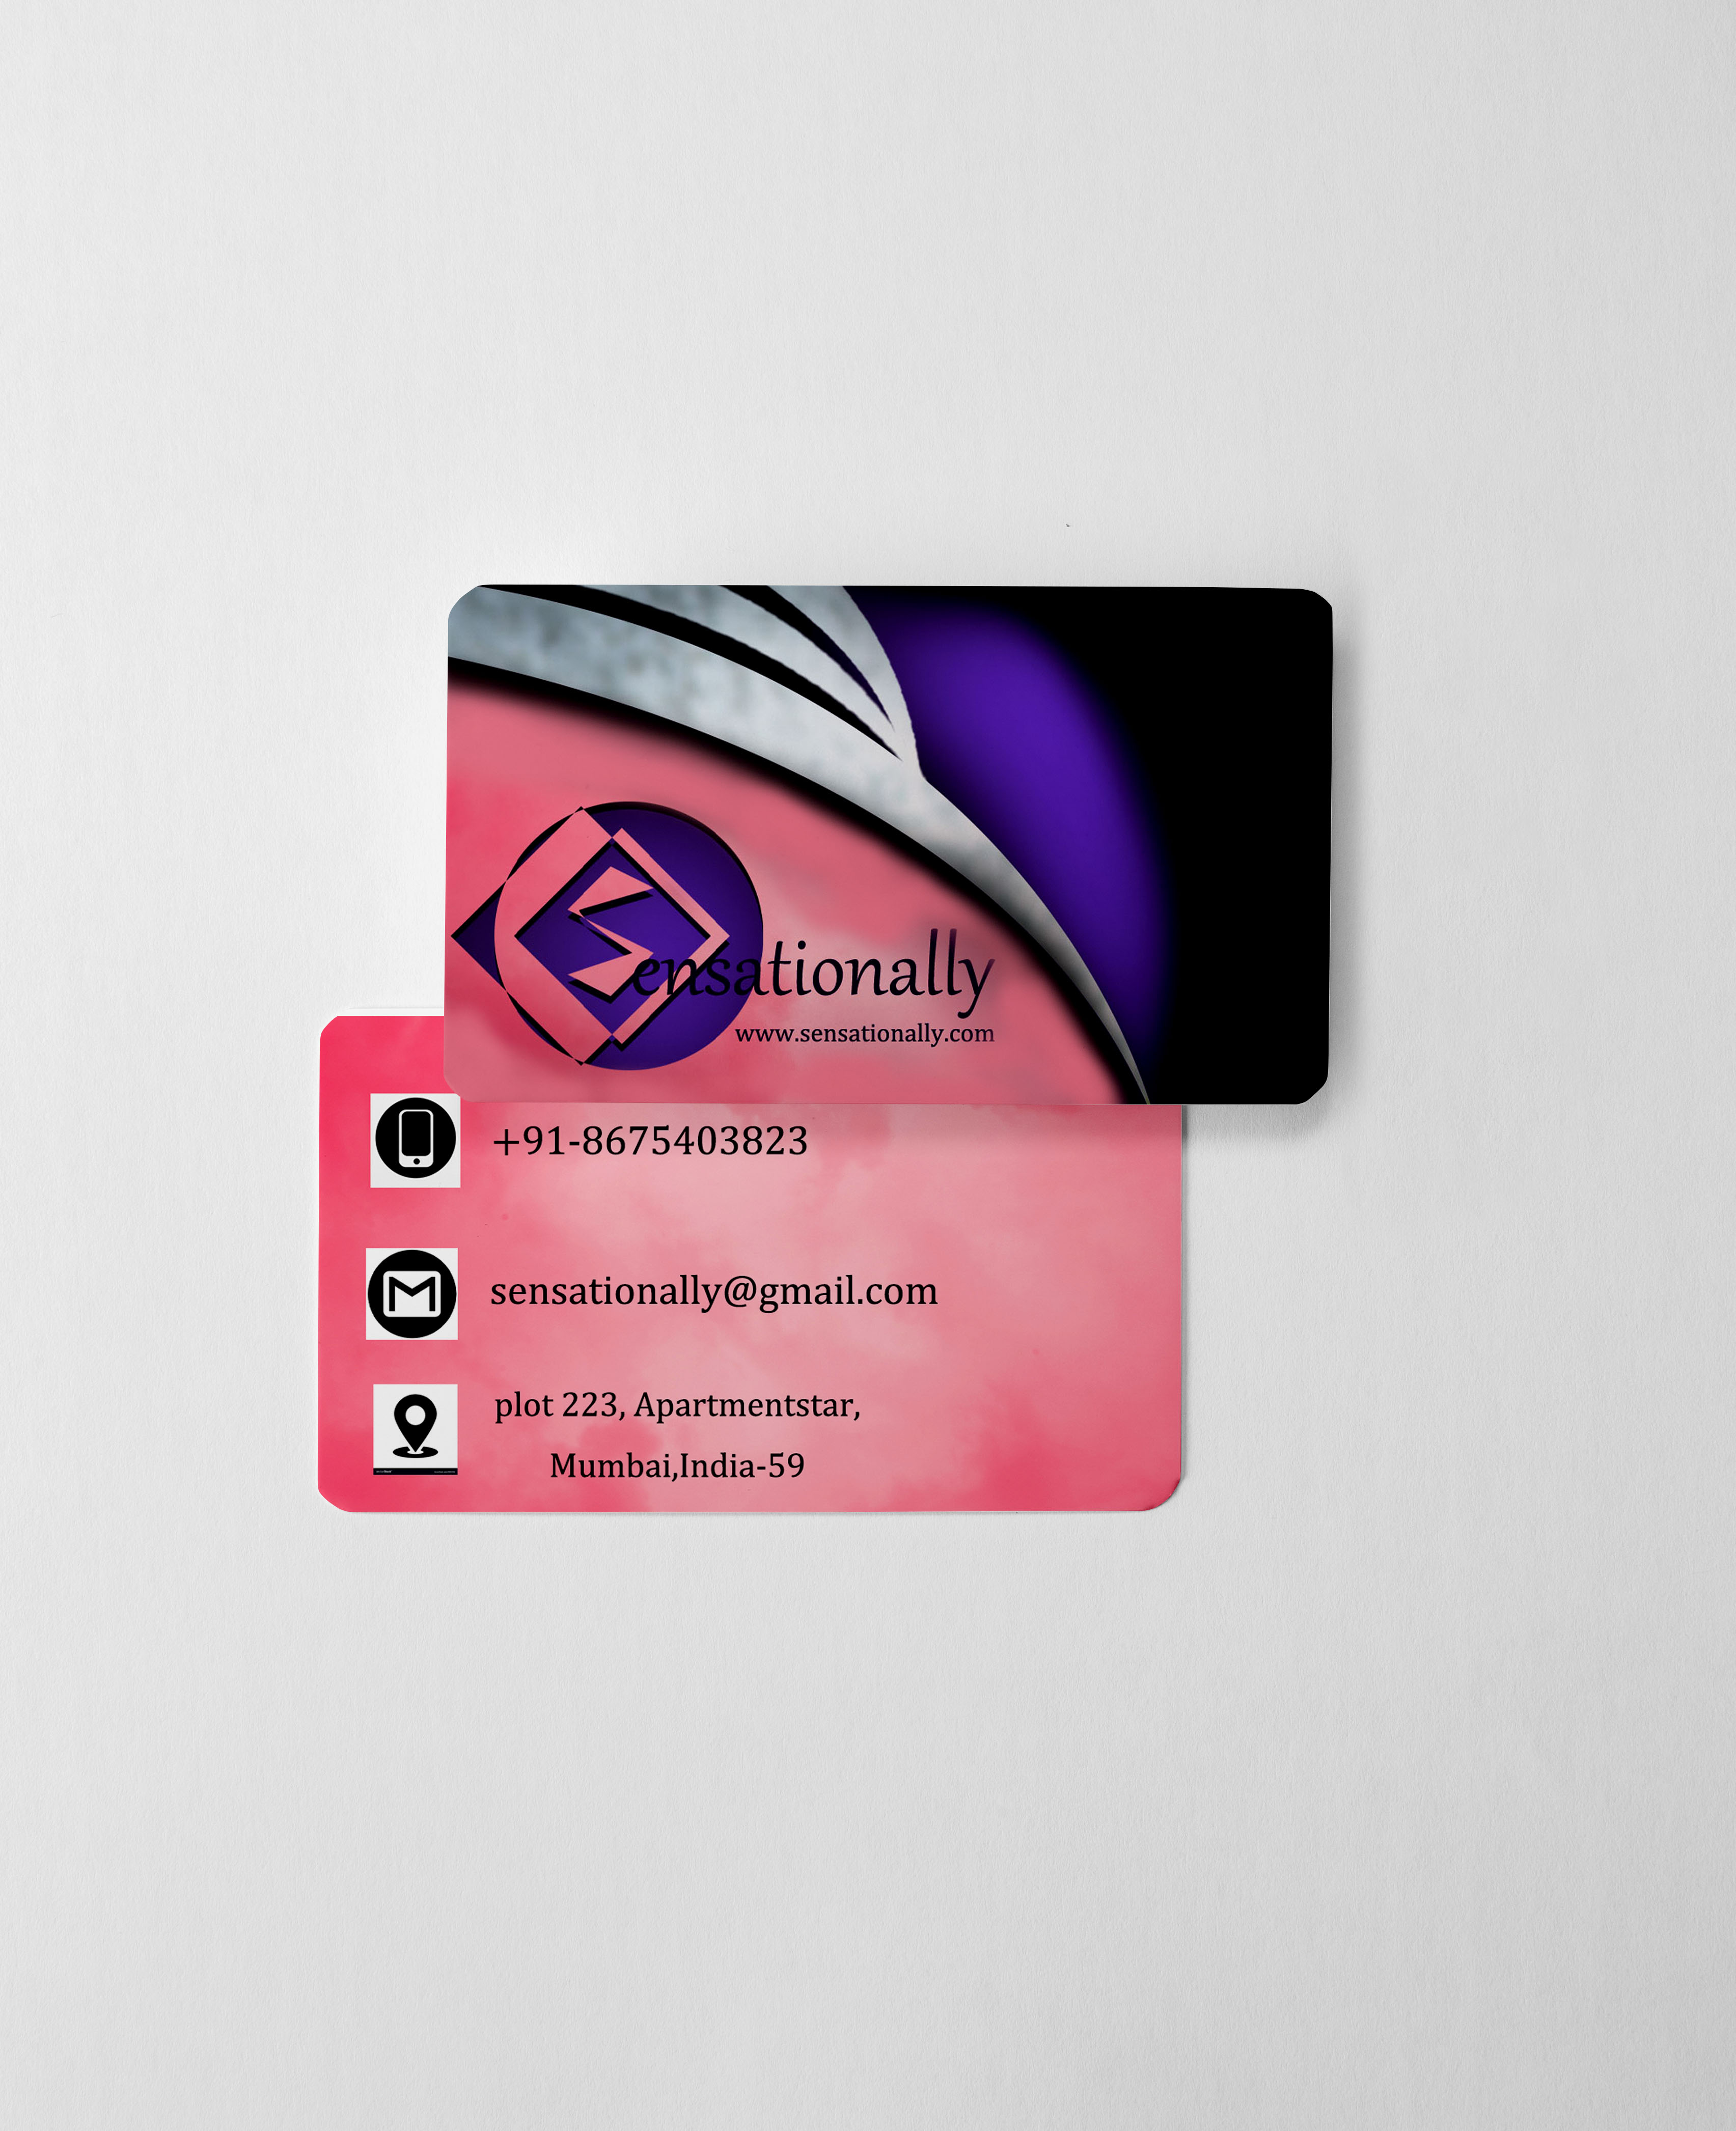 Sensationally
www.sensationally.com
+91-8675403823
sensationally@gmail.com
plot 223, Apartmentstar,
Mumbai,India-59